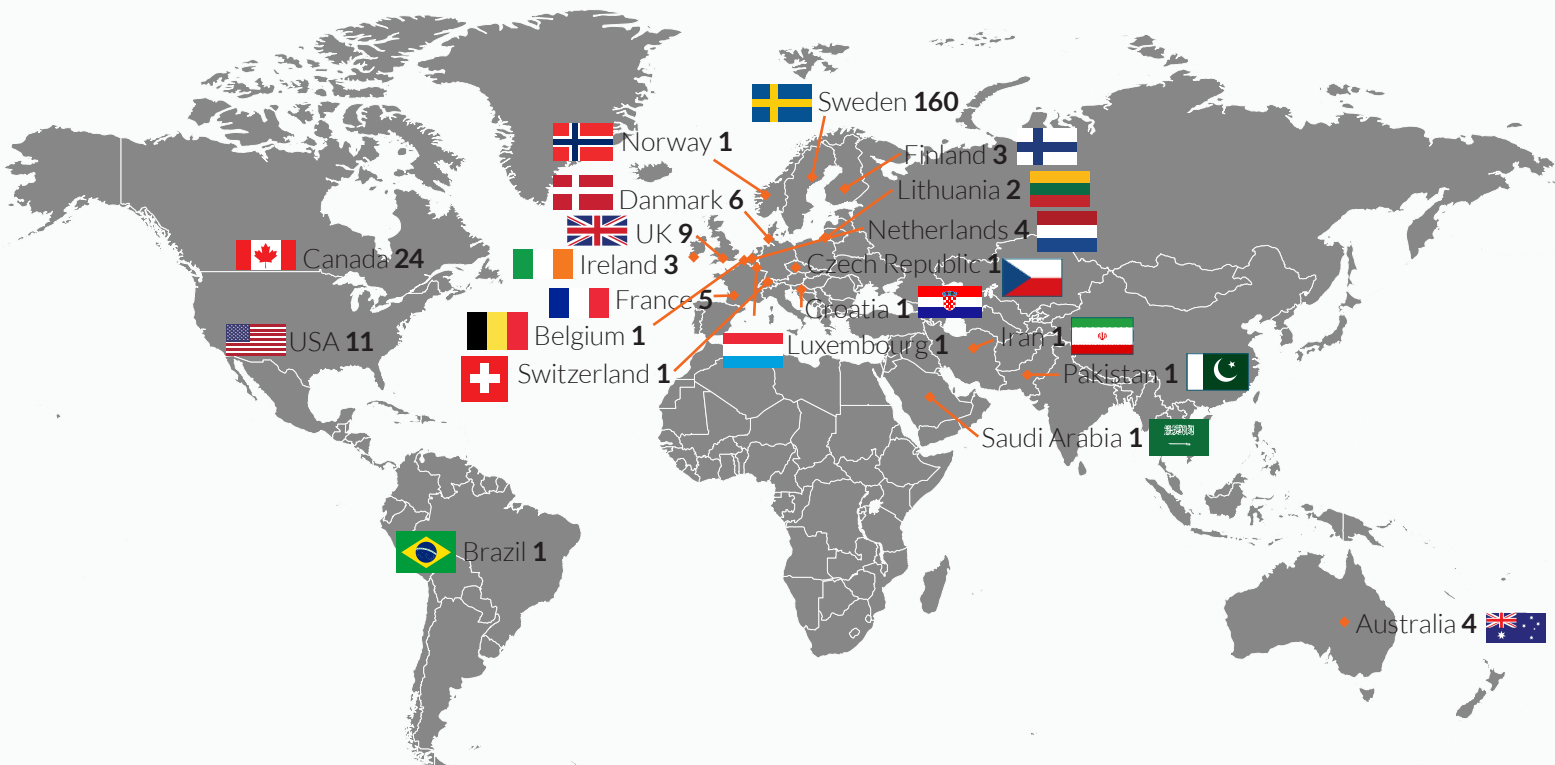 Sweden 160
Norway 1
Finland 3
Lithuania 2
Danmark 6
Netherlands 4
UK 9
Canada 24
Ireland 3
Czech Republic 1
France 5
Croatia 1
Belgium 1
USA 11
Iran 1
Luxembourg 1
Switzerland 1
Pakistan 1
Saudi Arabia 1
Brazil 1
Australia 4